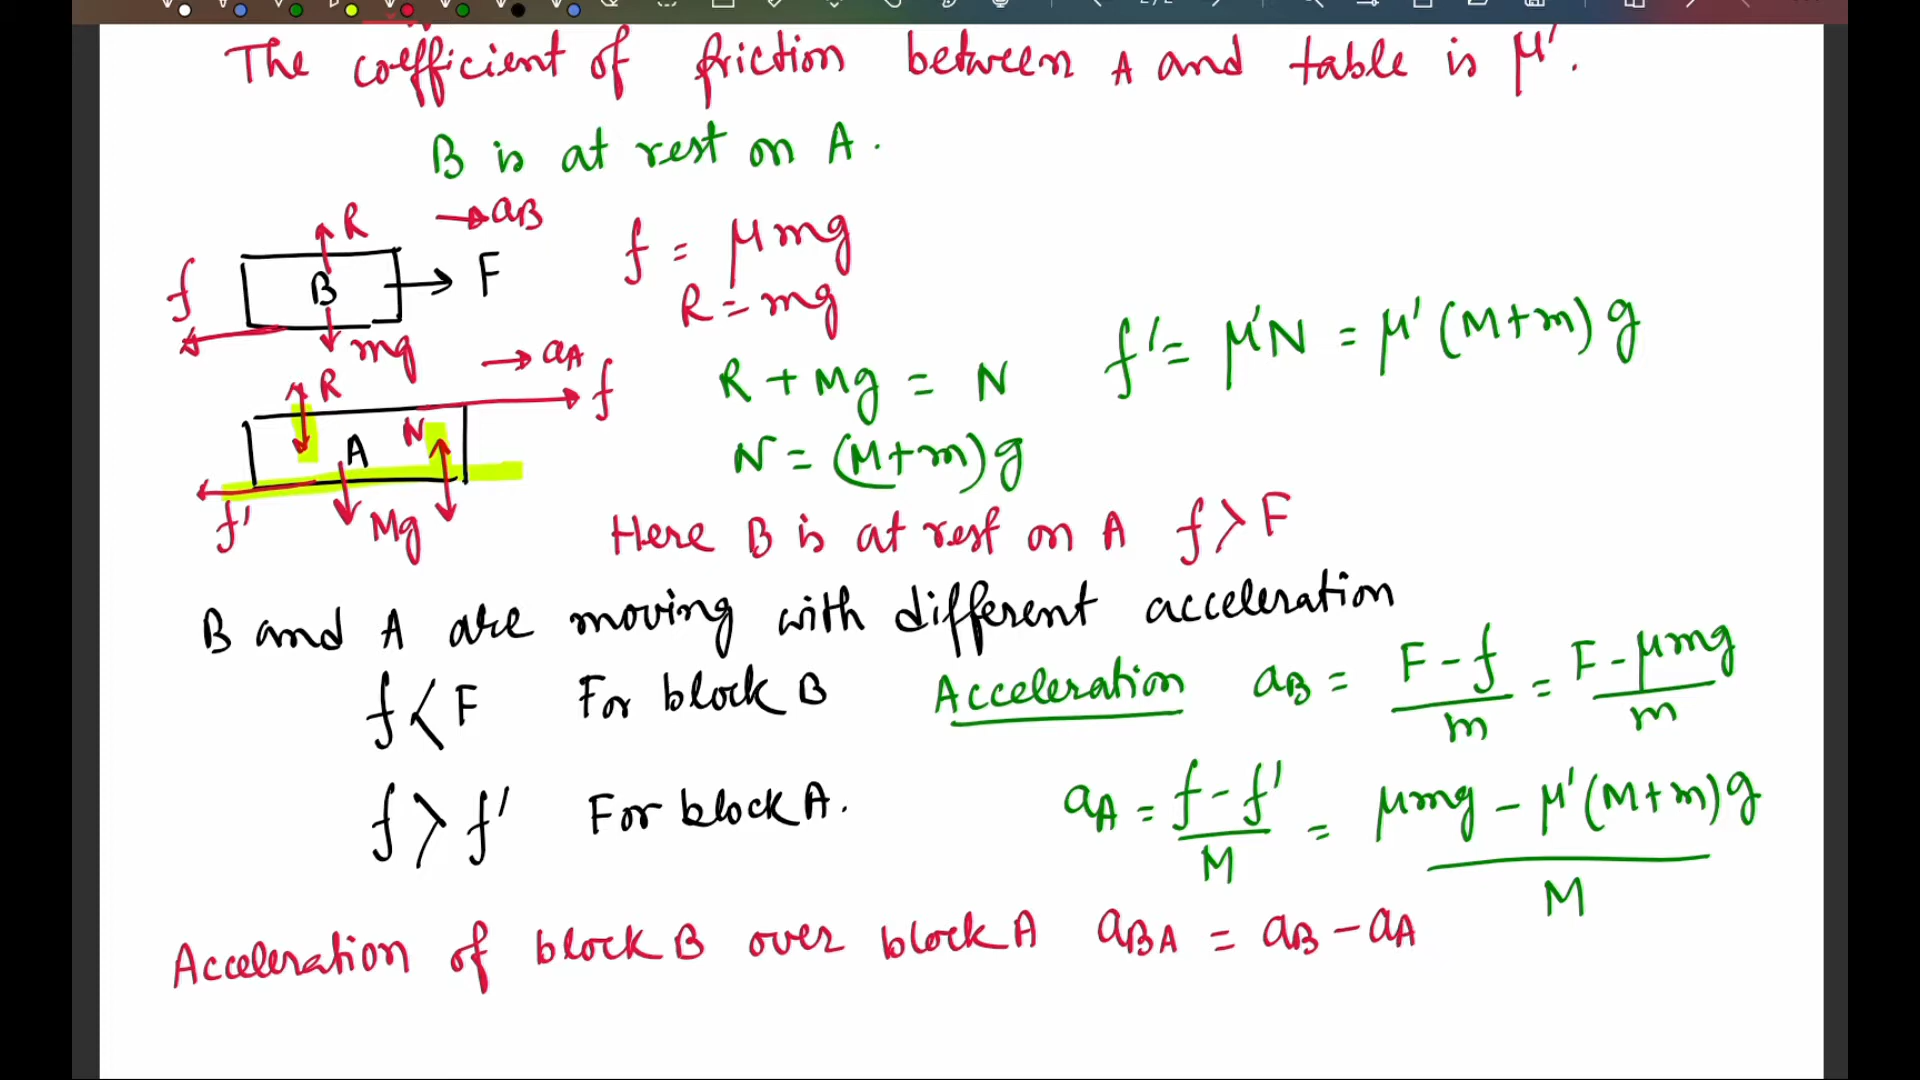 The coefficient of friction between A and table is μ'.
B is at rest on A.
R
→ aB
f
B
F
mg
f = μmg
R = mg
→ aA
R
f
N
A
f'
Mg
R + Mg = N
N = (M+m)g
f' = μ'N = μ'(M+m)g
Here B is at rest on A f > F
B and A are moving with different acceleration
f < F For block B
Acceleration aB = F - f / m = F - μmg / m
f > f' For block A.
aA = f - f' / M = μmg - μ'(M+m)g / M
Acceleration of block B over block A aBA = aB - aA